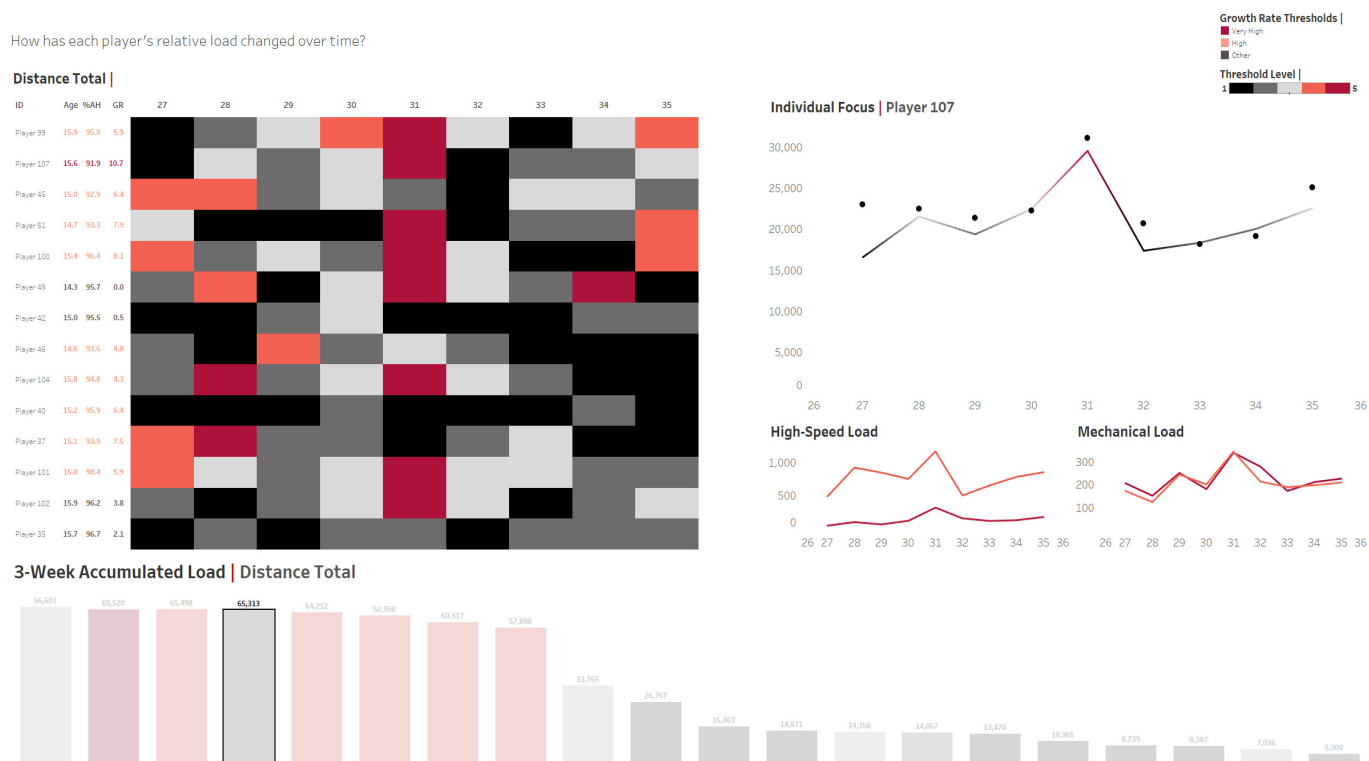 How has each player's relative load changed over time?
Growth Rate Thresholds |
Very High
High
Other
Threshold Level |
1 5
Distance Total |
ID Age %AH GR 27 28 29 30 31 32 33 34 35
Player 99 15.9 95.0 5.9
Player 107 15.6 91.9 10.7
Player 45 15.0 92.9 6.4
Player 51 14.7 93.3 7.9
Player 100 15.4 96.4 8.1
Player 49 14.3 95.7 0.0
Player 42 15.0 95.5 0.5
Player 46 14.6 93.6 4.8
Player 104 15.8 94.8 4.3
Player 40 15.2 95.9 6.4
Player 37 15.1 93.9 7.5
Player 101 16.0 98.4 5.9
Player 102 15.9 96.2 3.8
Player 35 15.7 96.7 2.1
Individual Focus | Player 107
30,000
25,000
20,000
15,000
10,000
5,000
0
26 27 28 29 30 31 32 33 34 35 36
High-Speed Load
1,000
500
0
26 27 28 29 30 31 32 33 34 35 36
Mechanical Load
300
200
100
26 27 28 29 30 31 32 33 34 35 36
3-Week Accumulated Load | Distance Total
66,601 65,520 65,498 65,313 64,212 62,958 60,317 57,898 33,765 26,767 16,463 14,871 14,358 14,067 13,470 10,365 8,739 8,387 7,036 5,000